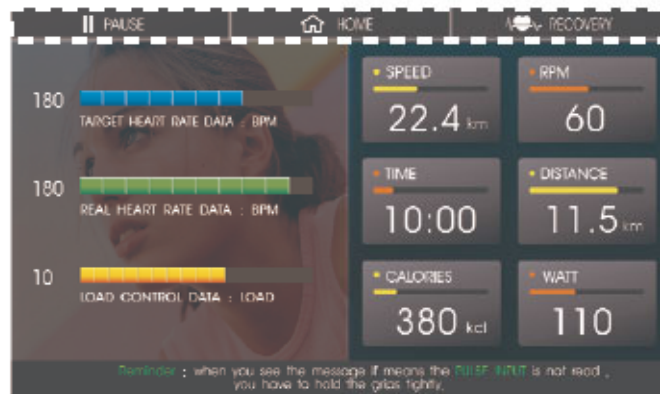 PAUSE
HOME
RECOVERY
180
TARGET HEART RATE DATA : BPM
180
REAL HEART RATE DATA : BPM
10
LOAD CONTROL DATA : LOAD
SPEED
22.4 km
RPM
60
TIME
10:00
DISTANCE
11.5 km
CALORIES
380 kcl
WATT
110
Reminder : when you see the message if means the PULSE INPUT is not read ,
you have to hold the grips tightly.